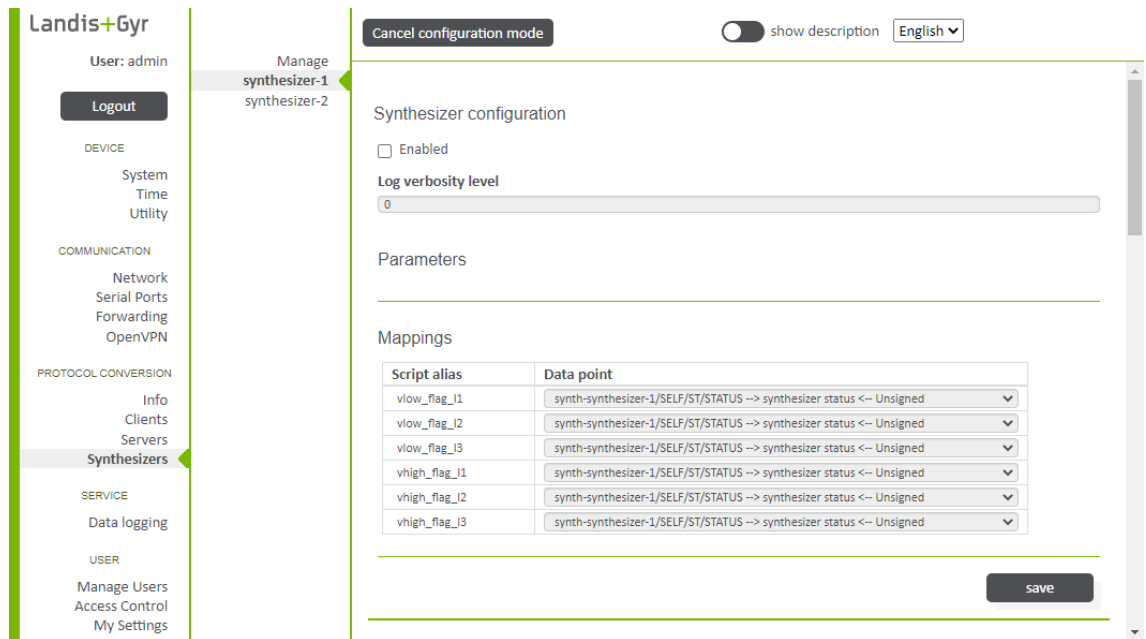 Landis+Gyr
User: admin
Logout
DEVICE
System
Time
Utility
COMMUNICATION
Network
Serial Ports
Forwarding
OpenVPN
PROTOCOL CONVERSION
Info
Clients
Servers
Synthesizers
SERVICE
Data logging
USER
Manage Users
Access Control
My Settings
Manage
synthesizer-1
synthesizer-2
Cancel configuration mode
show description
English
Synthesizer configuration
Enabled
Log verbosity level
0
Parameters
Mappings
Script alias Data point
vlow_flag_l1 synth-synthesizer-1/SELF/ST/STATUS --> synthesizer status <-- Unsigned
vlow_flag_l2 synth-synthesizer-1/SELF/ST/STATUS --> synthesizer status <-- Unsigned
vlow_flag_l3 synth-synthesizer-1/SELF/ST/STATUS --> synthesizer status <-- Unsigned
vhigh_flag_l1 synth-synthesizer-1/SELF/ST/STATUS --> synthesizer status <-- Unsigned
vhigh_flag_l2 synth-synthesizer-1/SELF/ST/STATUS --> synthesizer status <-- Unsigned
vhigh_flag_l3 synth-synthesizer-1/SELF/ST/STATUS --> synthesizer status <-- Unsigned
save